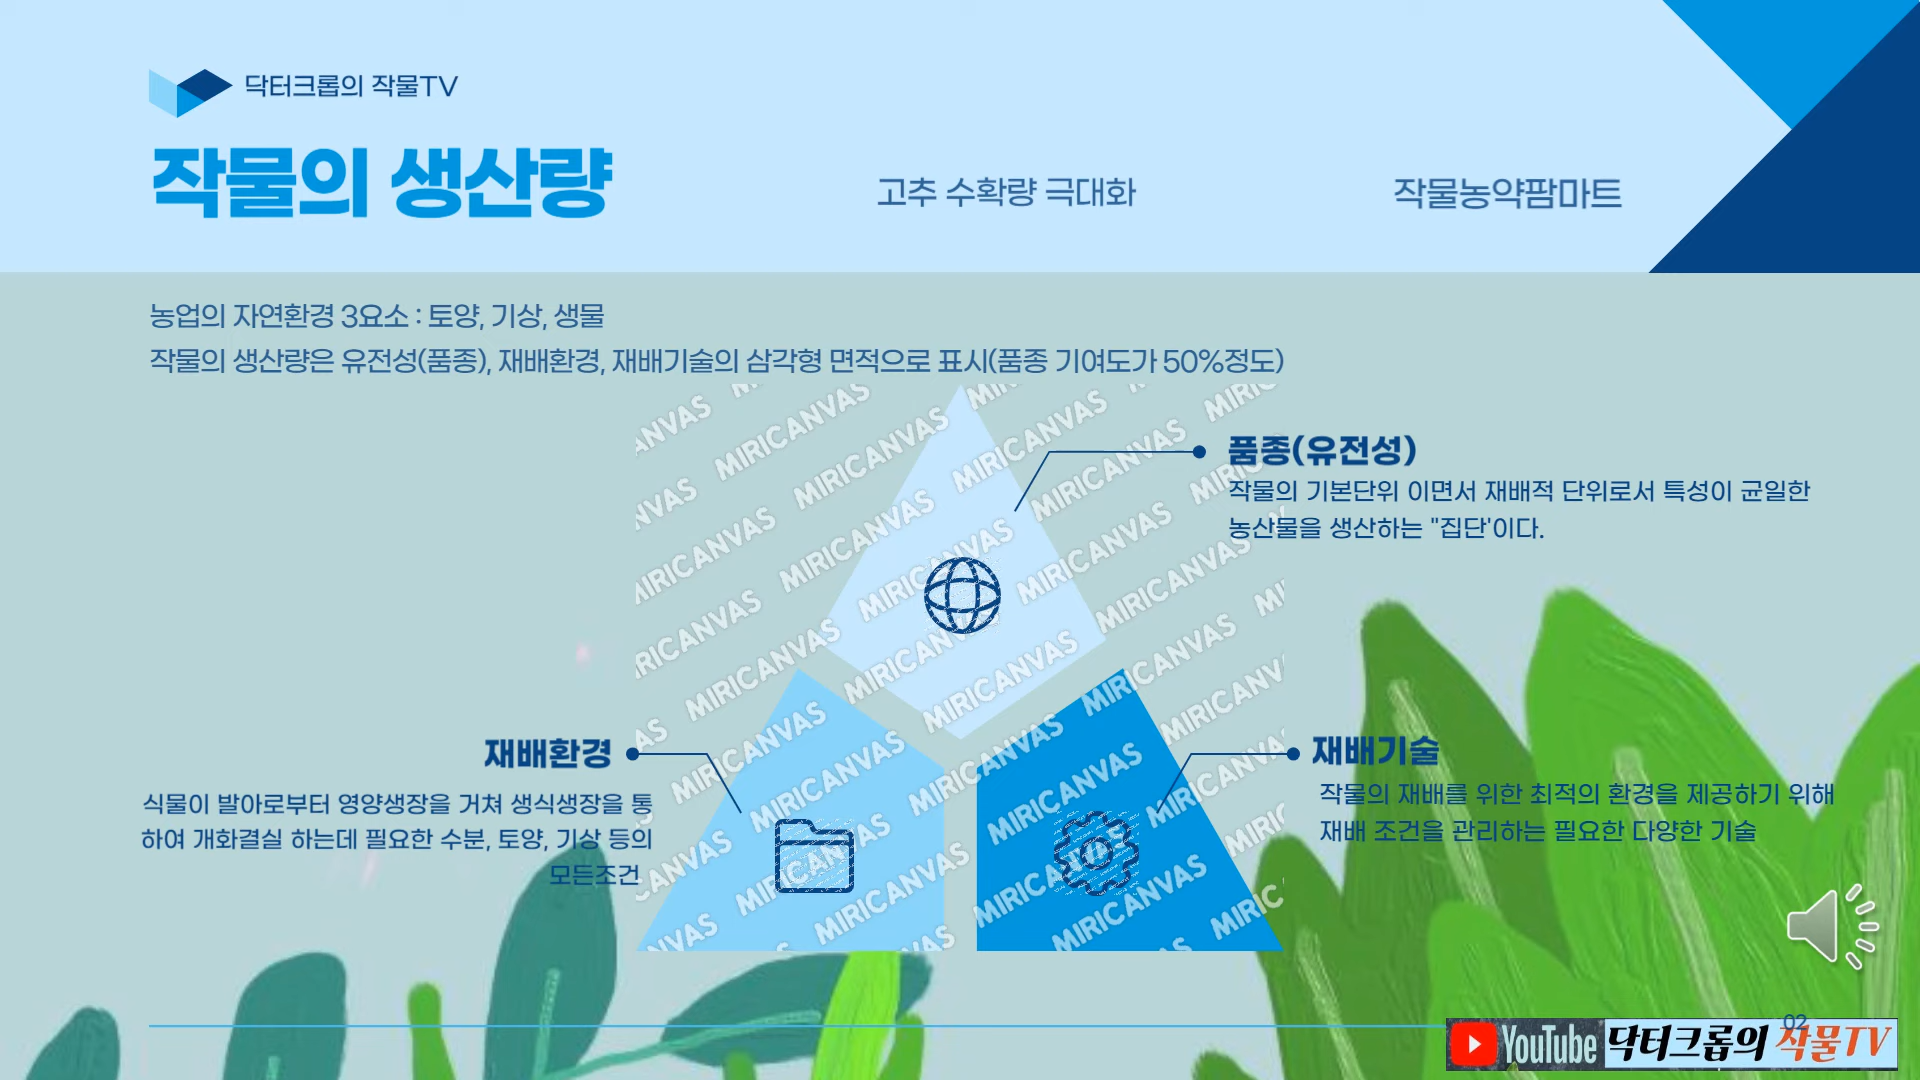 닥터크롭의 작물TV
작물의 생산량
고추 수확량 극대화
작물농약팜마트
농업의 자연환경 3요소 : 토양, 기상, 생물
작물의 생산량은 유전성(품종), 재배환경, 재배기술의 삼각형 면적으로 표시(품종 기여도가 50%정도)
품종(유전성)
작물의 기본단위 이면서 재배적 단위로서 특성이 균일한
농산물을 생산하는 "집단'이다.
재배환경
식물이 발아로부터 영양생장을 거쳐 생식생장을 통
하여 개화결실 하는데 필요한 수분, 토양, 기상 등의
모든조건
재배기술
작물의 재배를 위한 최적의 환경을 제공하기 위해
재배 조건을 관리하는 필요한 다양한 기술
MIRICANVAS
02
YouTube 닥터크롭의 작물TV